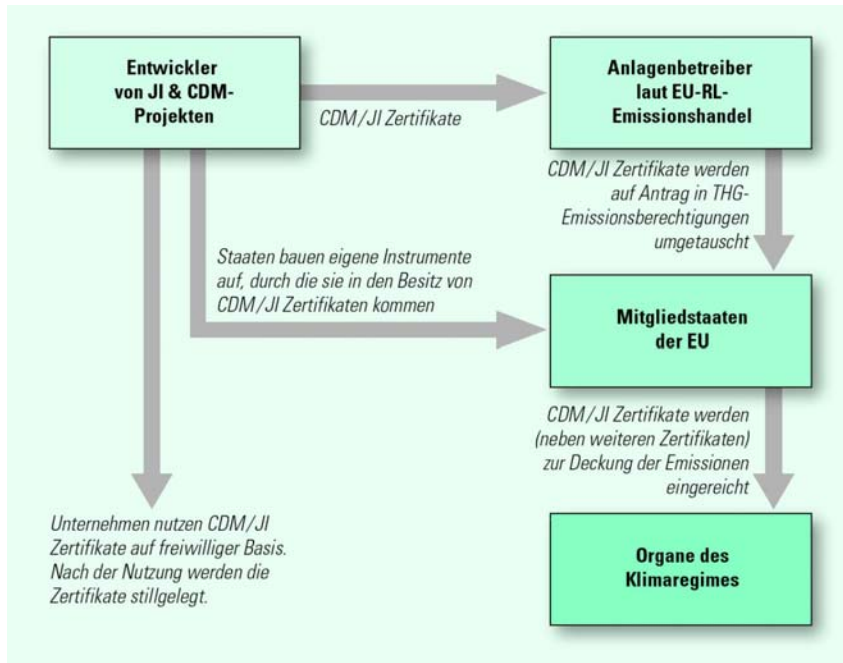 Entwickler
von JI & CDM-
Projekten
CDM/JI Zertifikate
Anlagenbetreiber
laut EU-RL-
Emissionshandel
CDM/JI Zertifikate werden
auf Antrag in THG-
Emissionsberechtigungen
umgetauscht
Staaten bauen eigene Instrumente
auf, durch die sie in den Besitz von
CDM/JI Zertifikaten kommen
Mitgliedstaaten
der EU
CDM/JI Zertifikate werden
(neben weiteren Zertifikaten)
zur Deckung der Emissionen
eingereicht
Unternehmen nutzen CDM/JI
Zertifikate auf freiwilliger Basis.
Nach der Nutzung werden die
Zertifikate stillgelegt.
Organe des
Klimaregimes